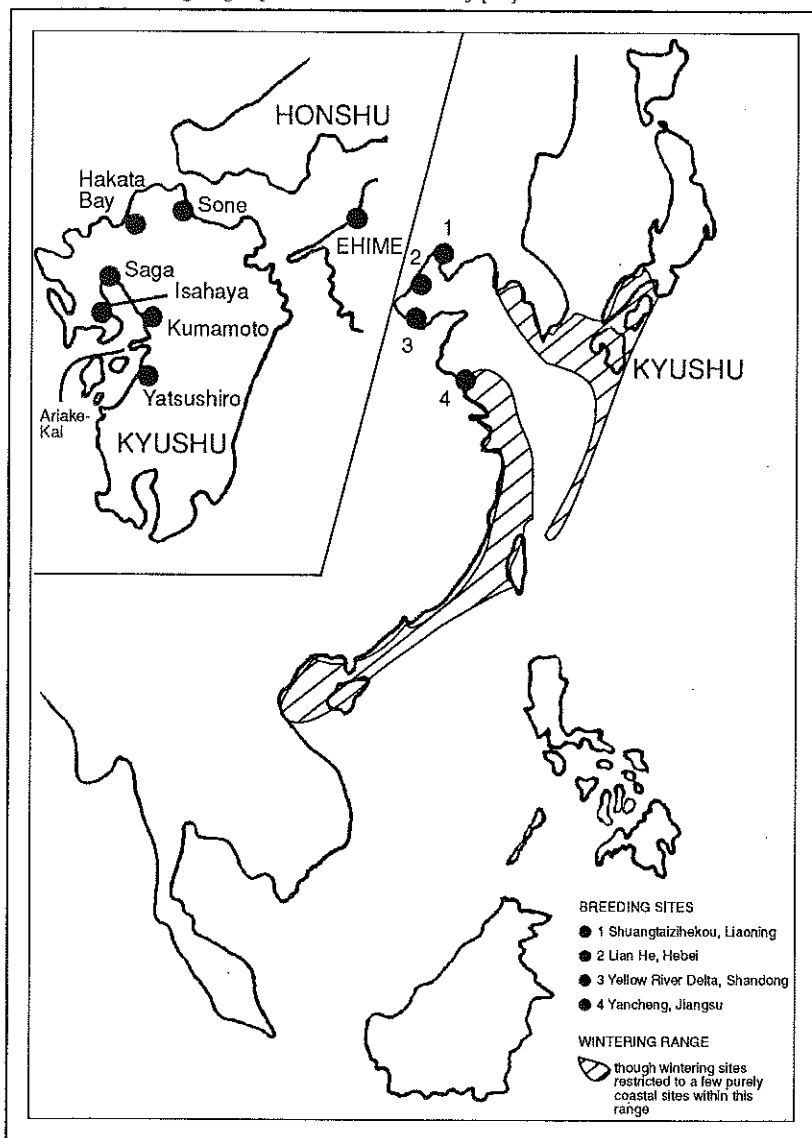 HONSHU
Hakata
Bay
Sone
EHIME
Saga
Isahaya
Kumamoto
Yatsushiro
Ariake-
Kai
KYUSHU
1
2
3
4
KYUSHU
BREEDING SITES
1 Shuangtaizihekou, Liaoning
2 Lian He, Hebei
3 Yellow River Delta, Shandong
4 Yancheng, Jiangsu
WINTERING RANGE
though wintering sites
restricted to a few purely
coastal sites within this
range